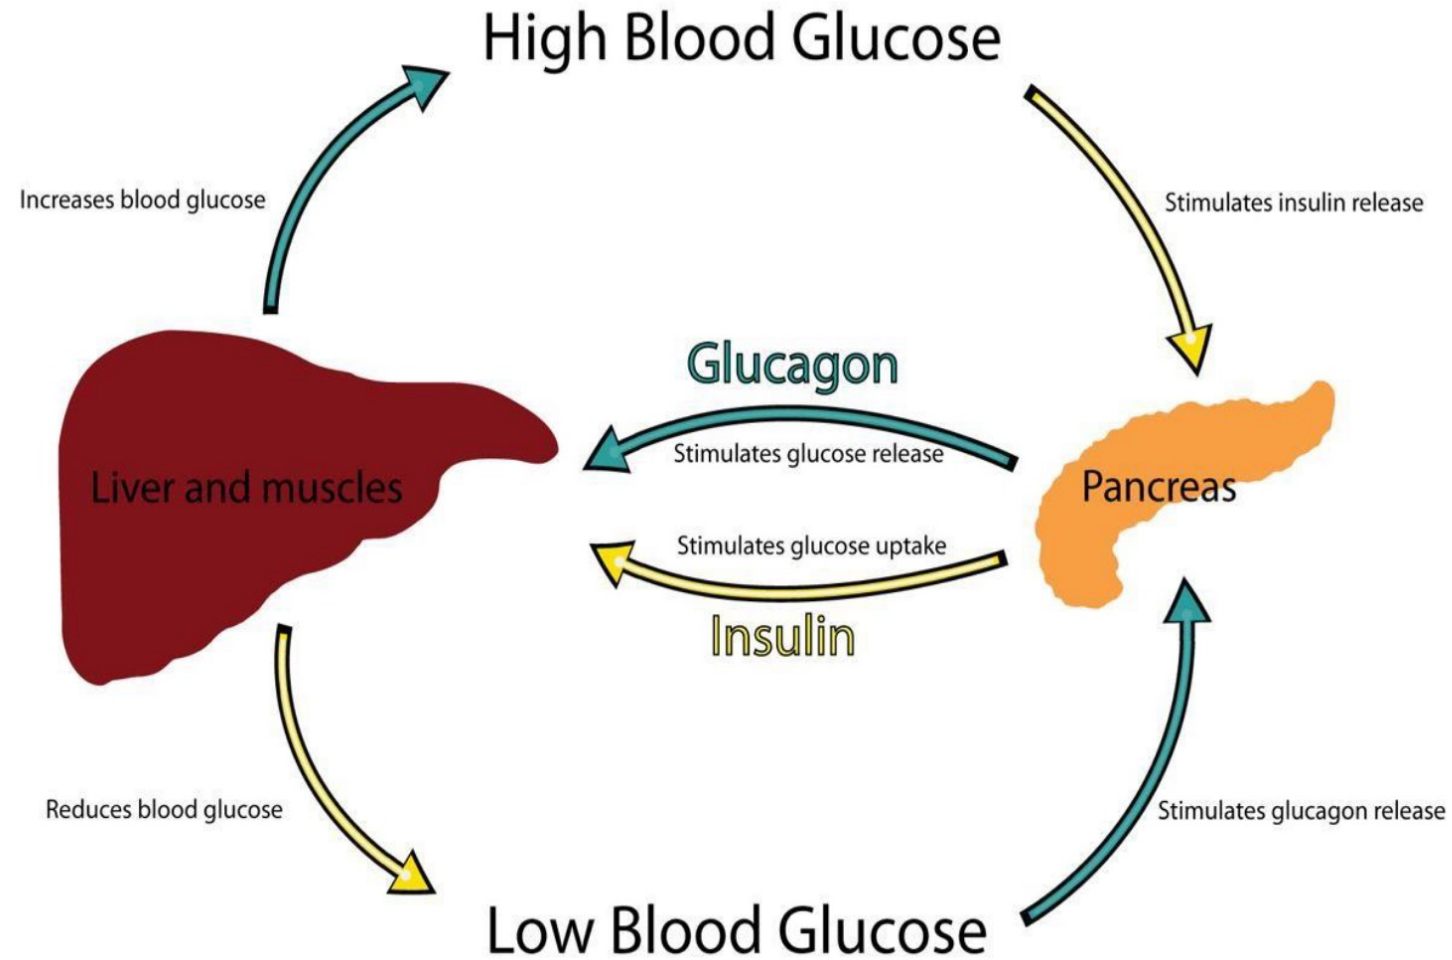 High Blood Glucose
Increases blood glucose
Stimulates insulin release
Glucagon
Stimulates glucose release
Liver and muscles
Pancreas
Stimulates glucose uptake
Insulin
Reduces blood glucose
Stimulates glucagon release
Low Blood Glucose